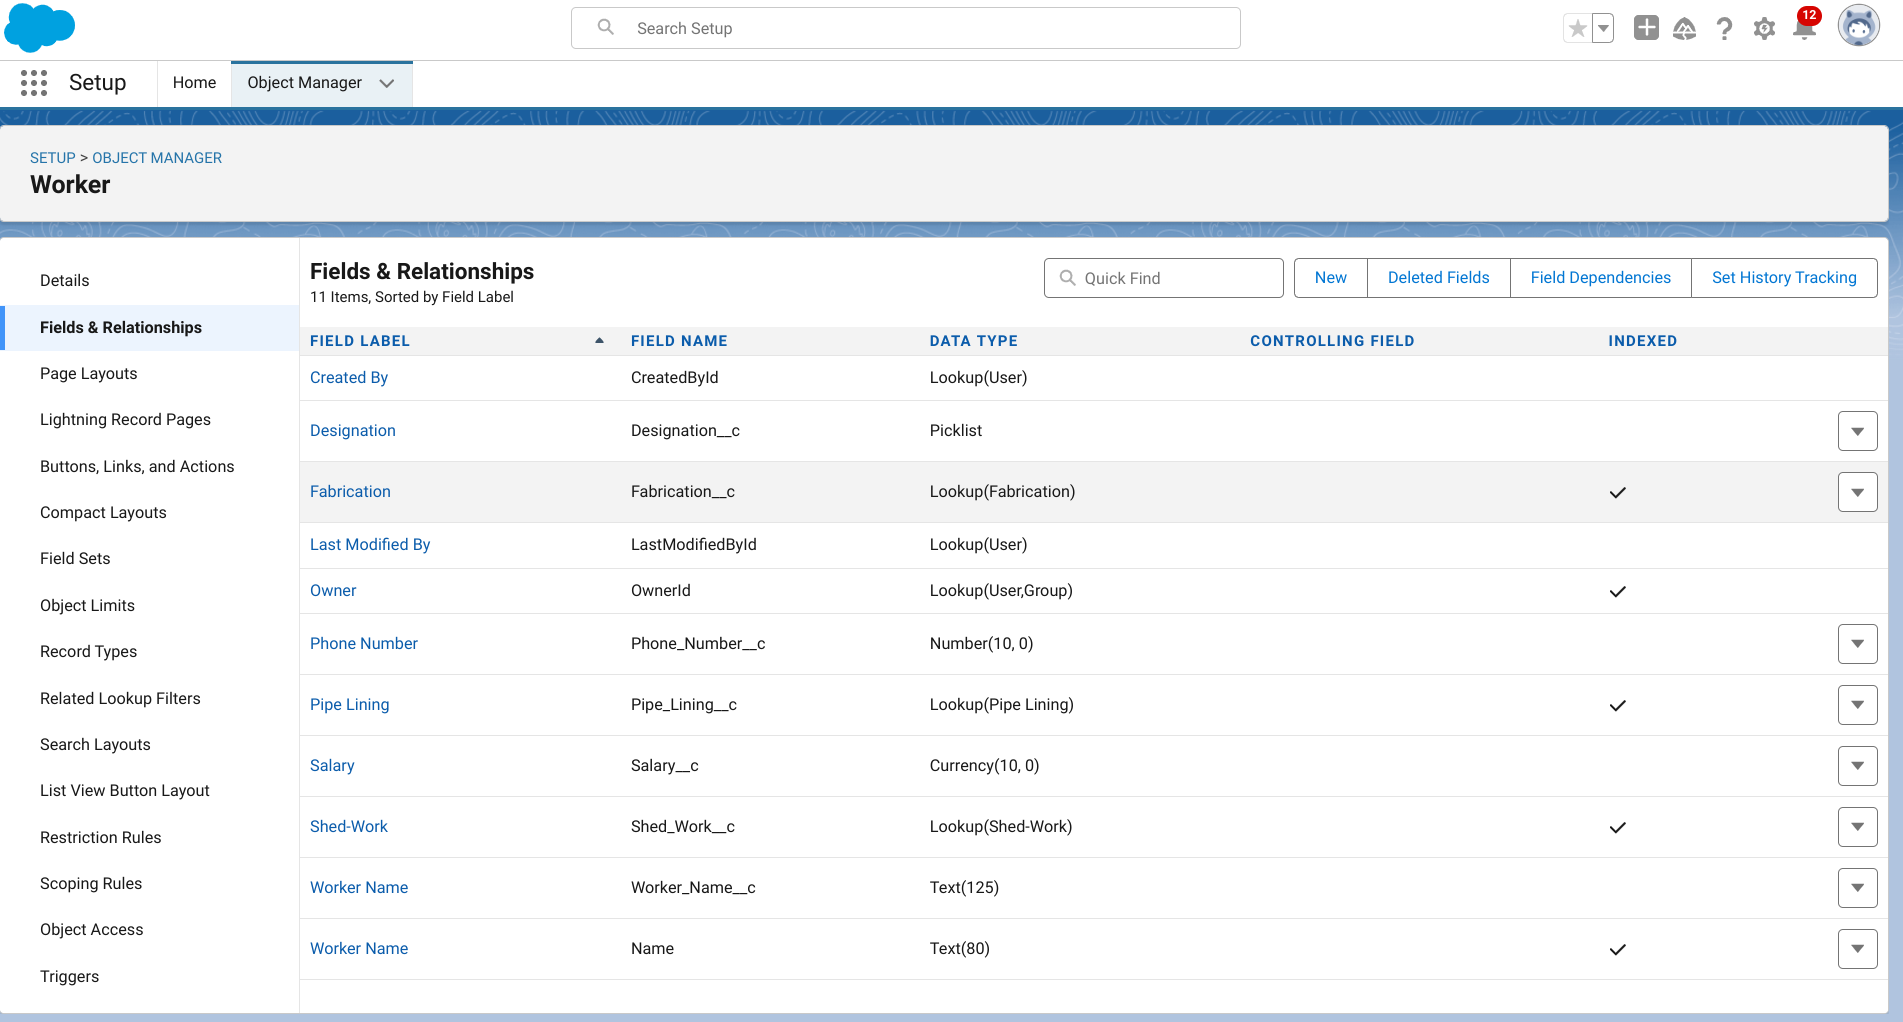 Search Setup
12
Setup
Home
Object Manager
SETUP > OBJECT MANAGER
Worker
Details
Fields & Relationships
Page Layouts
Lightning Record Pages
Buttons, Links, and Actions
Compact Layouts
Field Sets
Object Limits
Record Types
Related Lookup Filters
Search Layouts
List View Button Layout
Restriction Rules
Scoping Rules
Object Access
Triggers
Fields & Relationships
11 Items, Sorted by Field Label
Quick Find
New
Deleted Fields
Field Dependencies
Set History Tracking
FIELD LABEL FIELD NAME DATA TYPE CONTROLLING FIELD INDEXED
Created By CreatedById Lookup(User)
Designation Designation__c Picklist
Fabrication Fabrication__c Lookup(Fabrication)
Last Modified By LastModifiedById Lookup(User)
Owner OwnerId Lookup(User,Group)
Phone Number Phone_Number__c Number(10, 0)
Pipe Lining Pipe_Lining__c Lookup(Pipe Lining)
Salary Salary__c Currency(10, 0)
Shed-Work Shed_Work__c Lookup(Shed-Work)
Worker Name Worker_Name__c Text(125)
Worker Name Name Text(80)